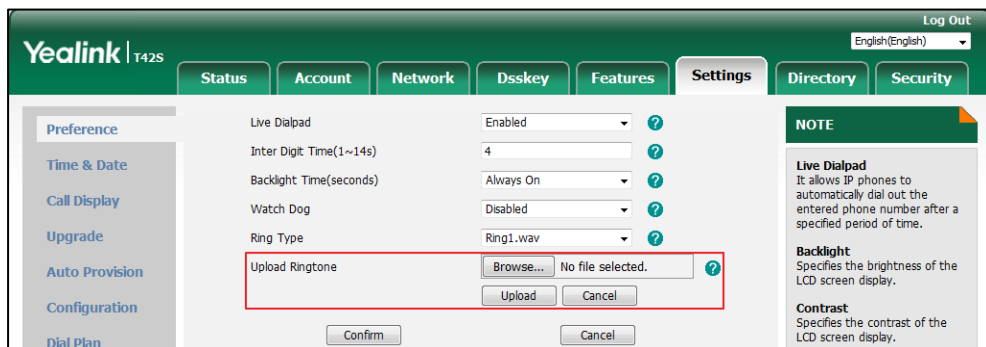 Log Out
Yealink T42S
English(English)
Status Account Network Dsskey Features Settings Directory Security
Preference
Time & Date
Call Display
Upgrade
Auto Provision
Configuration
Dial Plan
Live Dialpad Enabled ?
Inter Digit Time(1~14s) 4 ?
Backlight Time(seconds) Always On ?
Watch Dog Disabled ?
Ring Type Ring1.wav ?
Upload Ringtone Browse... No file selected. ?
Upload Cancel
Confirm Cancel
NOTE
Live Dialpad
It allows IP phones to
automatically dial out the
entered phone number after a
specified period of time.
Backlight
Specifies the brightness of the
LCD screen display.
Contrast
Specifies the contrast of the
LCD screen display.